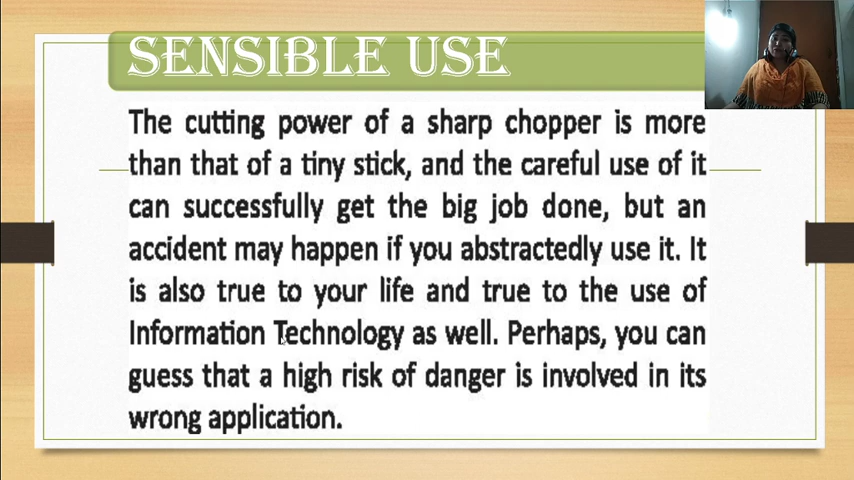 SENSIBLE USE
The cutting power of a sharp chopper is more
than that of a tiny stick, and the careful use of it
can successfully get the big job done, but an
accident may happen if you abstractedly use it. It
is also true to your life and true to the use of
Information Technology as well. Perhaps, you can
guess that a high risk of danger is involved in its
wrong application.